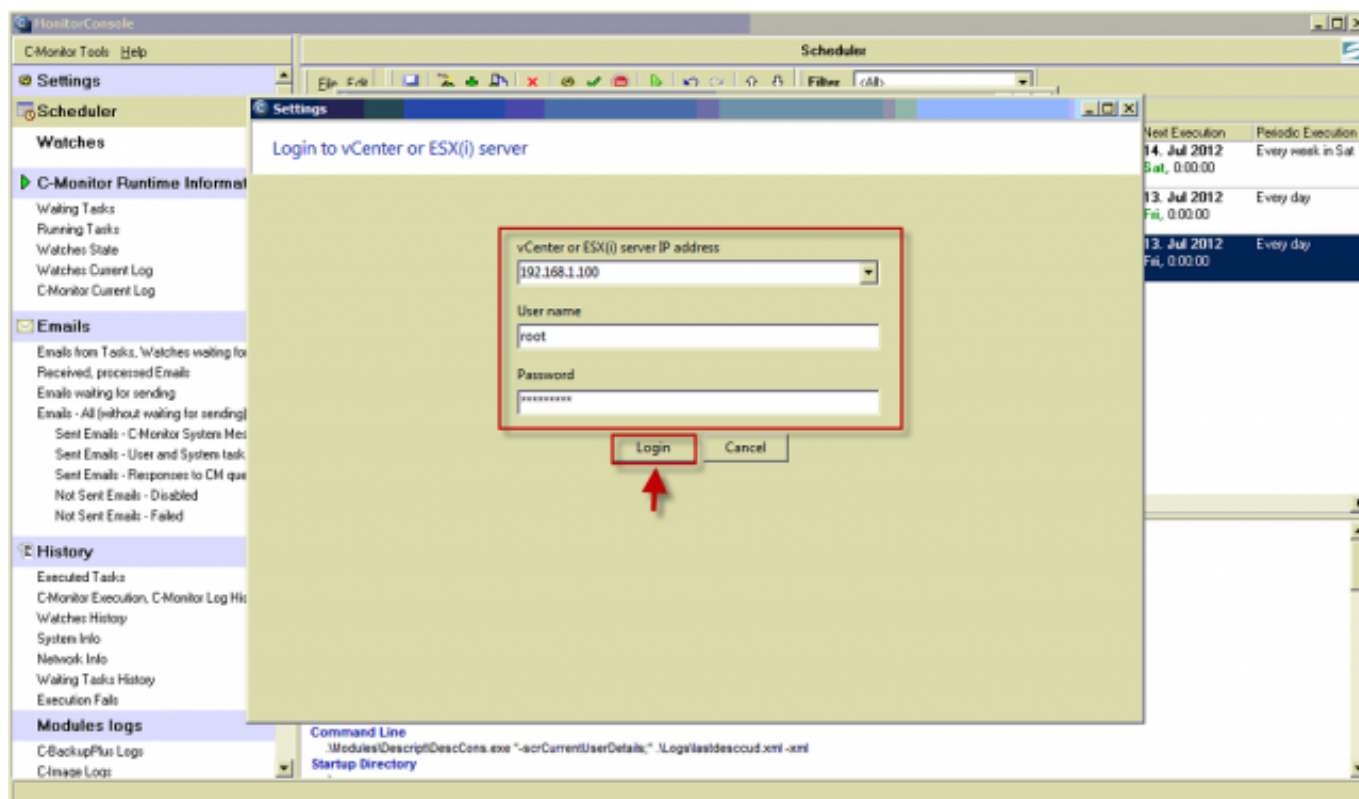 MonitorConsole
C-Monitor Tools Help
Scheduler
Settings
File Edit
Filter <All>
Scheduler
Watches
C-Monitor Runtime Informat
Waiting Tasks
Running Tasks
Watches State
Watches Current Log
C-Monitor Current Log
Emails
Emails from Tasks, Watches waiting for
Received, processed Emails
Emails waiting for sending
Emails - All (without waiting for sending)
Sent Emails - C-Monitor System Mes
Sent Emails - User and System task
Sent Emails - Responses to CM que
Not Sent Emails - Disabled
Not Sent Emails - Failed
History
Executed Tasks
C-Monitor Execution, C-Monitor Log His
Watches History
System Info
Network Info
Waiting Tasks History
Execution Fails
Modules logs
C-BackupPlus Logs
C-Image Logs
Settings
Login to vCenter or ESX(i) server
vCenter or ESX(i) server IP address
192.168.1.100
User name
root
Password
*********
Login Cancel
Next Execution Periodic Execution
14. Jul 2012 Every week in Sat
Sat, 0:00:00
13. Jul 2012 Every day
Fri, 0:00:00
13. Jul 2012 Every day
Fri, 0:00:00
Command Line
.\Modules\Descript\DescCons.exe "-scrCurrentUserDetails;" .\Logs\lastdesccud.xml -xml
Startup Directory